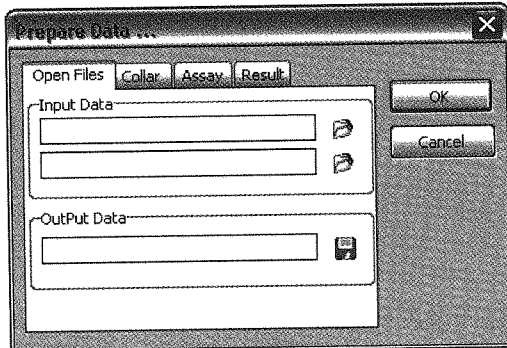 Prepare Data ...
Open Files Collar Assay Result
Input Data
OK
Cancel
OutPut Data